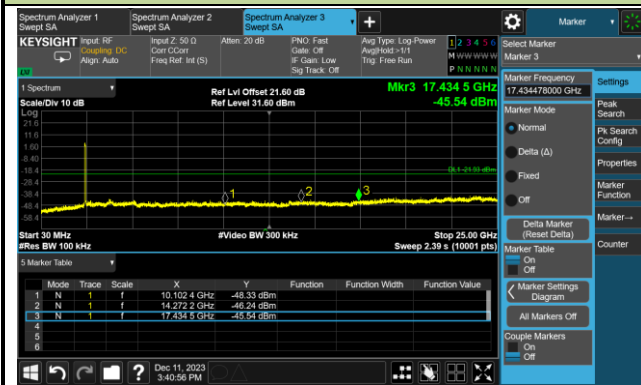 Spectrum Analyzer 1
Swept SA
Spectrum Analyzer 2
Swept SA
Spectrum Analyzer 3
Swept SA
+
Marker
KEYSIGHT
Input: RF
Coupling: DC
Align: Auto
Input Z: 50 Ω
Corr CCorr
Freq Ref: Int (S)
Atten: 20 dB
PNO: Fast
Gate: Off
IF Gain: Low
Sig Track: Off
Avg Type: Log-Power
Avg|Hold:>1/1
Trig: Free Run
1 2 3 4 5 6
M W W W W W
P N N N N N
Select Marker
Marker 3
1 Spectrum
Scale/Div 10 dB
Log
Ref Lvl Offset 21.60 dB
Ref Level 31.60 dBm
Mkr3 17.434 5 GHz
-45.54 dBm
21.6
11.6
1.60
-8.40
-18.4
-28.4
-38.4
-48.4
-58.4
DL1 -21.93 dBm
1
2
3
Start 30 MHz
#Res BW 100 kHz
#Video BW 300 kHz
Stop 25.00 GHz
Sweep 2.39 s (10001 pts)
5 Marker Table
Mode Trace Scale X Y Function Function Width Function Value
1 N 1 f 10.102 4 GHz -48.33 dBm
2 N 1 f 14.272 2 GHz -46.24 dBm
3 N 1 f 17.434 5 GHz -45.54 dBm
4
5
6
Marker Frequency
17.434478000 GHz
Marker Mode
Normal
Delta (Δ)
Fixed
Off
Delta Marker
(Reset Delta)
Marker Table
On
Off
Marker Settings
Diagram
All Markers Off
Couple Markers
On
Off
Settings
Peak
Search
Pk Search
Config
Properties
Marker
Function
Marker→
Counter
?
Dec 11, 2023
3:40:56 PM